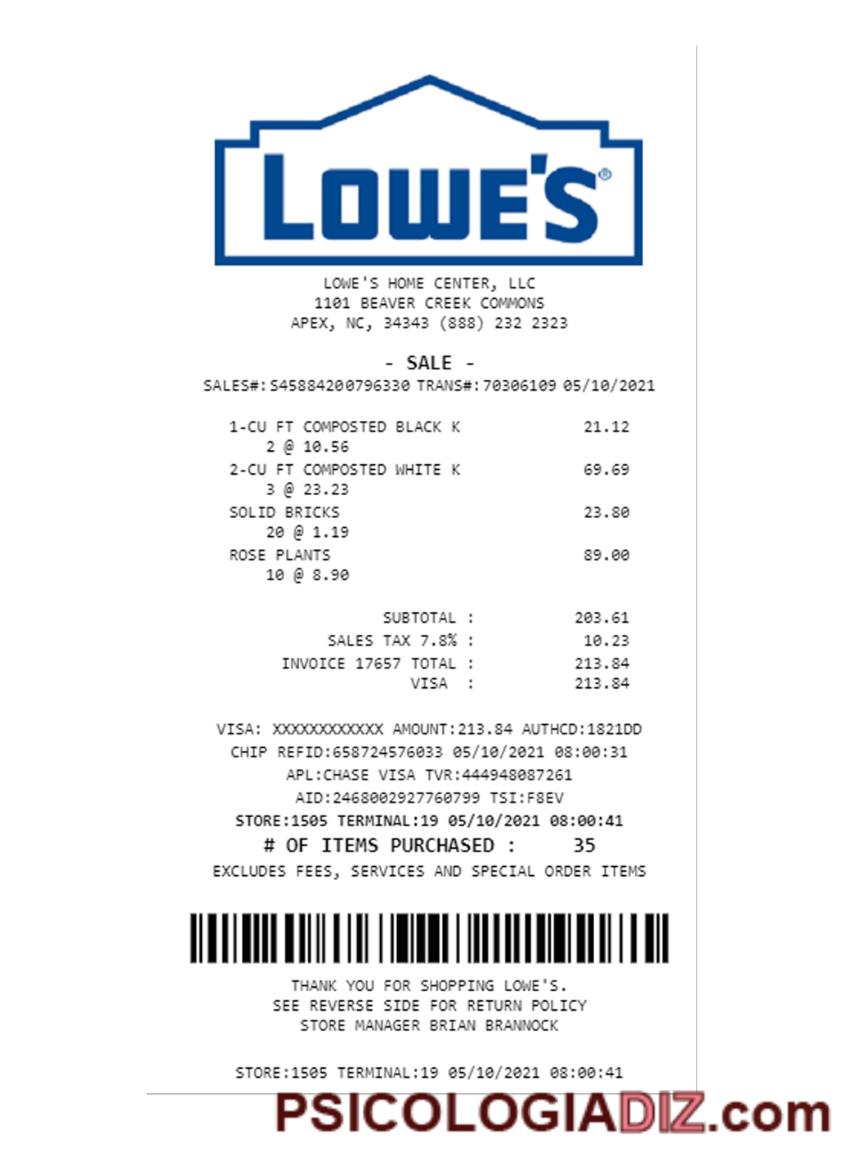 LOWE'S®
LOWE'S HOME CENTER, LLC
1101 BEAVER CREEK COMMONS
APEX, NC, 34343 (888) 232 2323
- SALE -
SALES#:S45884200796330 TRANS#:70306109 05/10/2021
1-CU FT COMPOSTED BLACK K 21.12
2 @ 10.56
2-CU FT COMPOSTED WHITE K 69.69
3 @ 23.23
SOLID BRICKS 23.80
20 @ 1.19
ROSE PLANTS 89.00
10 @ 8.90
SUBTOTAL : 203.61
SALES TAX 7.8% : 10.23
INVOICE 17657 TOTAL : 213.84
VISA : 213.84
VISA: XXXXXXXXXXXX AMOUNT:213.84 AUTHCD:1821DD
CHIP REFID:658724576033 05/10/2021 08:00:31
APL:CHASE VISA TVR:444948087261
AID:2468002927760799 TSI:F8EV
STORE:1505 TERMINAL:19 05/10/2021 08:00:41
# OF ITEMS PURCHASED : 35
EXCLUDES FEES, SERVICES AND SPECIAL ORDER ITEMS
THANK YOU FOR SHOPPING LOWE'S.
SEE REVERSE SIDE FOR RETURN POLICY
STORE MANAGER BRIAN BRANNOCK
STORE:1505 TERMINAL:19 05/10/2021 08:00:41
PSICOLOGIADIZ.com